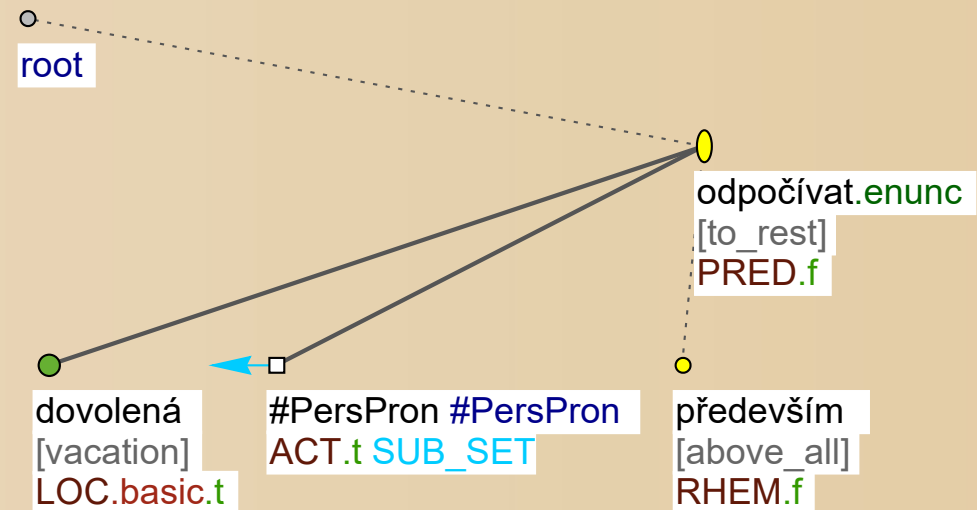 root
odpočívat.enunc
[to_rest]
PRED.f
dovolená
[vacation]
LOC.basic.t
#PersPron #PersPron
ACT.t SUB_SET
především
[above_all]
RHEM.f